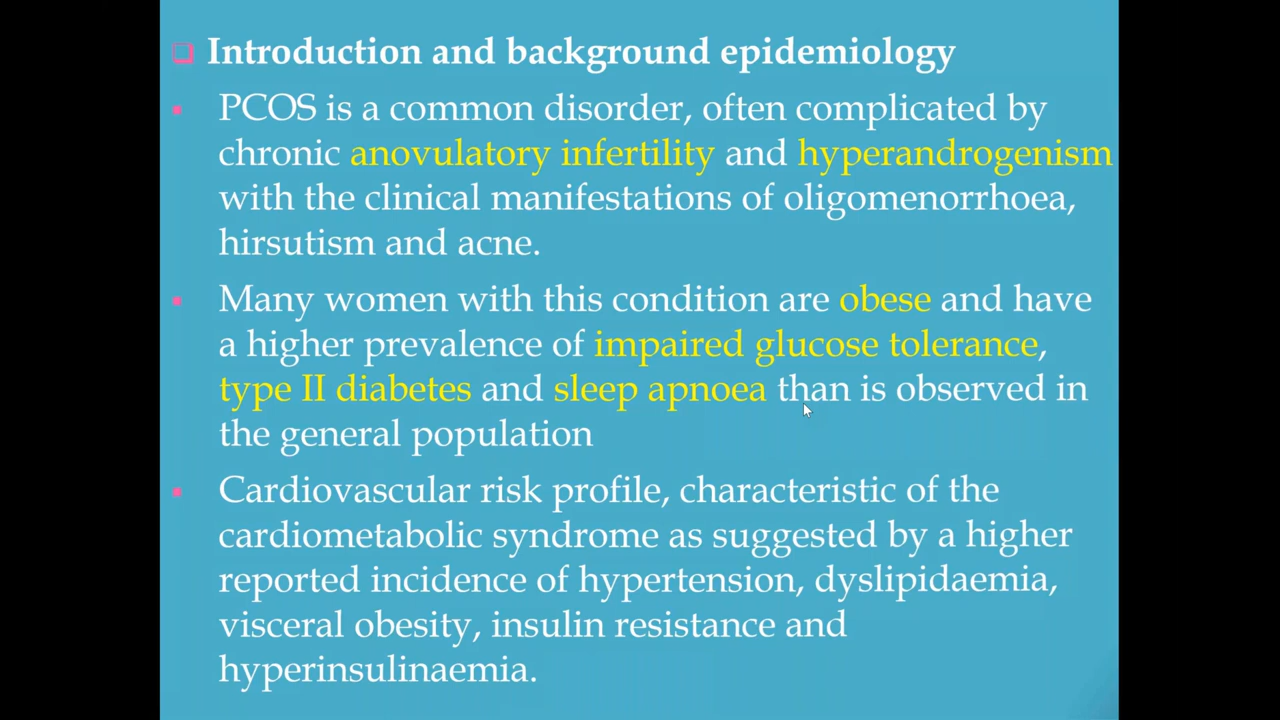 Introduction and background epidemiology
PCOS is a common disorder, often complicated by
chronic anovulatory infertility and hyperandrogenism
with the clinical manifestations of oligomenorrhoea,
hirsutism and acne.
Many women with this condition are obese and have
a higher prevalence of impaired glucose tolerance,
type II diabetes and sleep apnoea than is observed in
the general population
Cardiovascular risk profile, characteristic of the
cardiometabolic syndrome as suggested by a higher
reported incidence of hypertension, dyslipidaemia,
visceral obesity, insulin resistance and
hyperinsulinaemia.